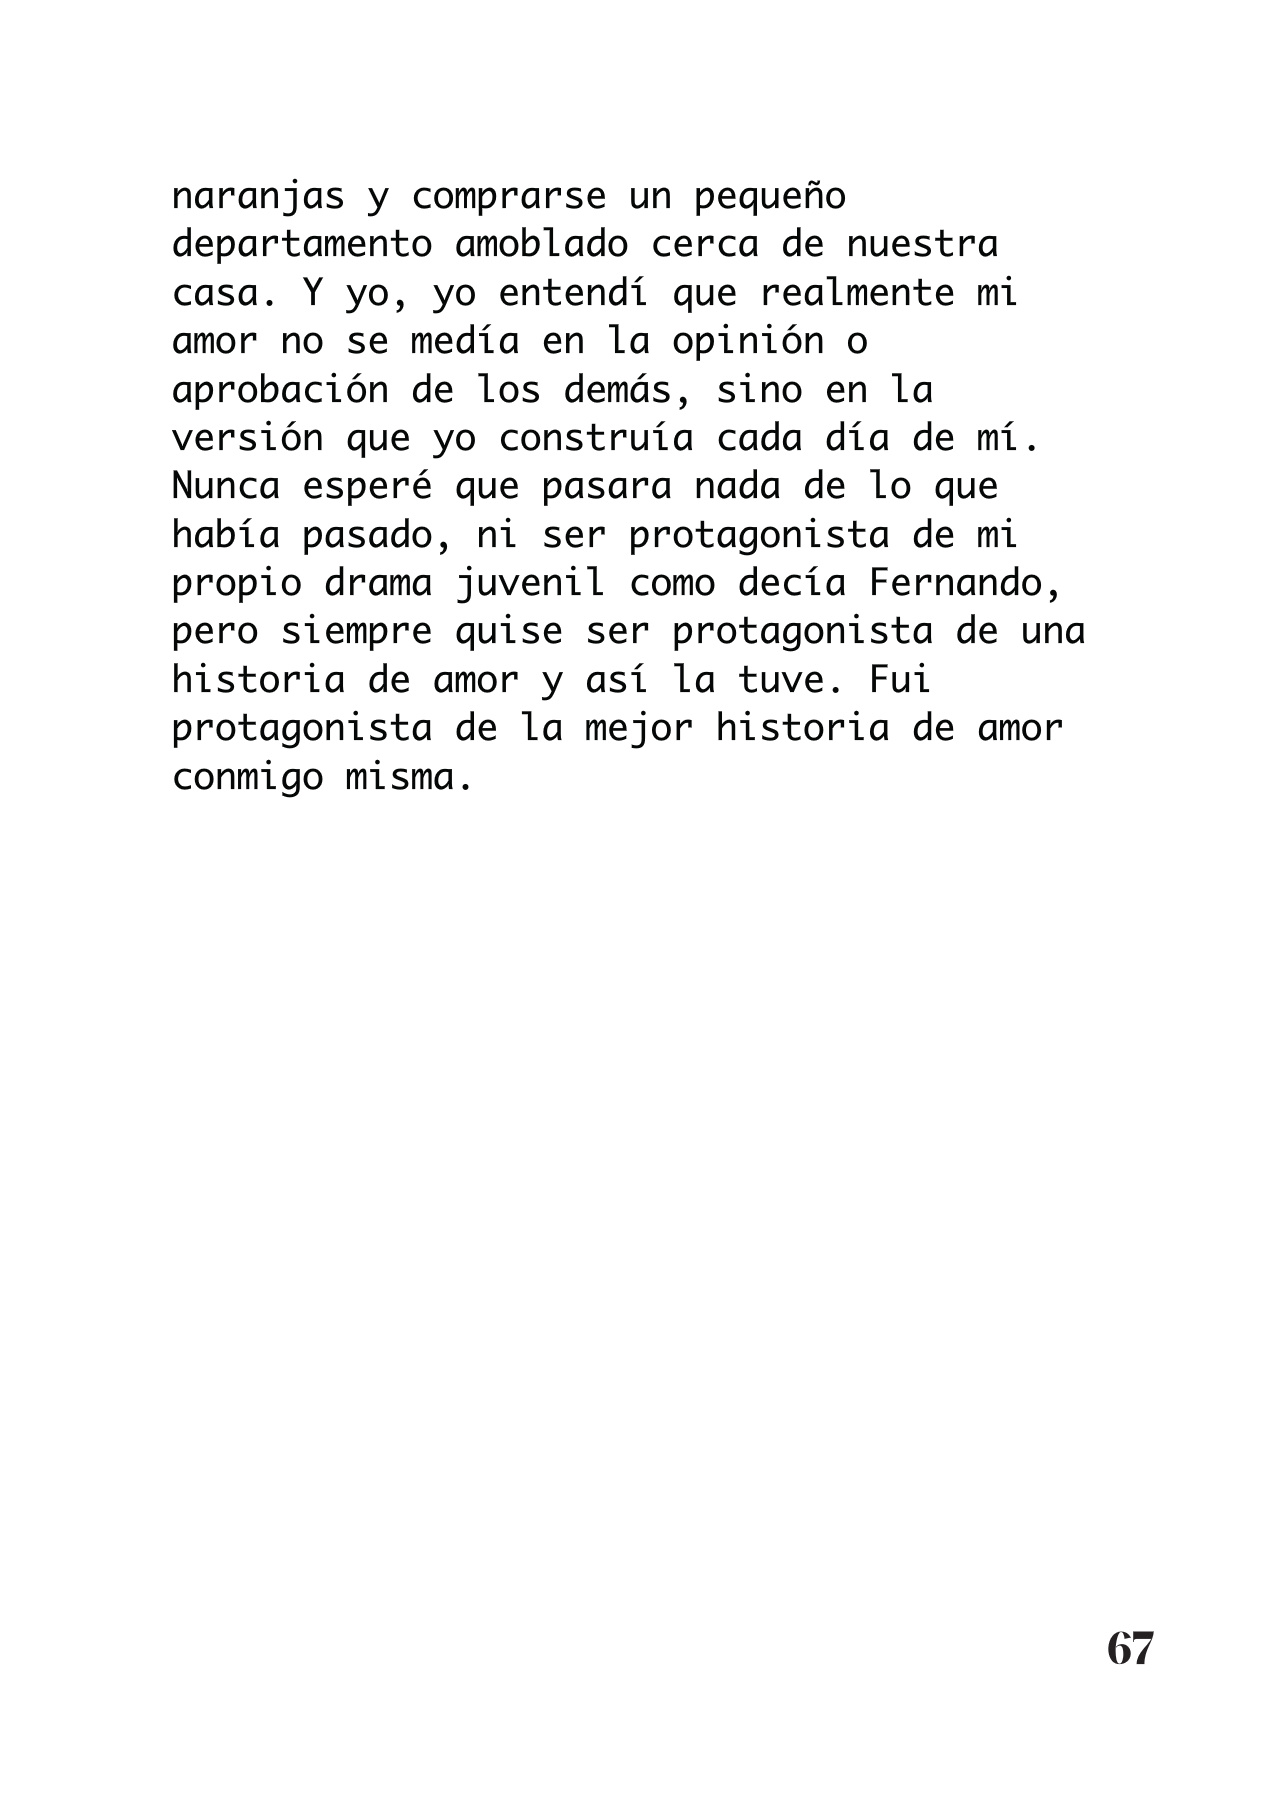 naranjas y comprarse un pequeño
departamento amoblado cerca de nuestra
casa. Y yo, yo entendí que realmente mi
amor no se medía en la opinión o
aprobación de los demás, sino en la
versión que yo construía cada día de mí.
Nunca esperé que pasara nada de lo que
había pasado, ni ser protagonista de mi
propio drama juvenil como decía Fernando,
pero siempre quise ser protagonista de una
historia de amor y así la tuve. Fui
protagonista de la mejor historia de amor
conmigo misma.
67